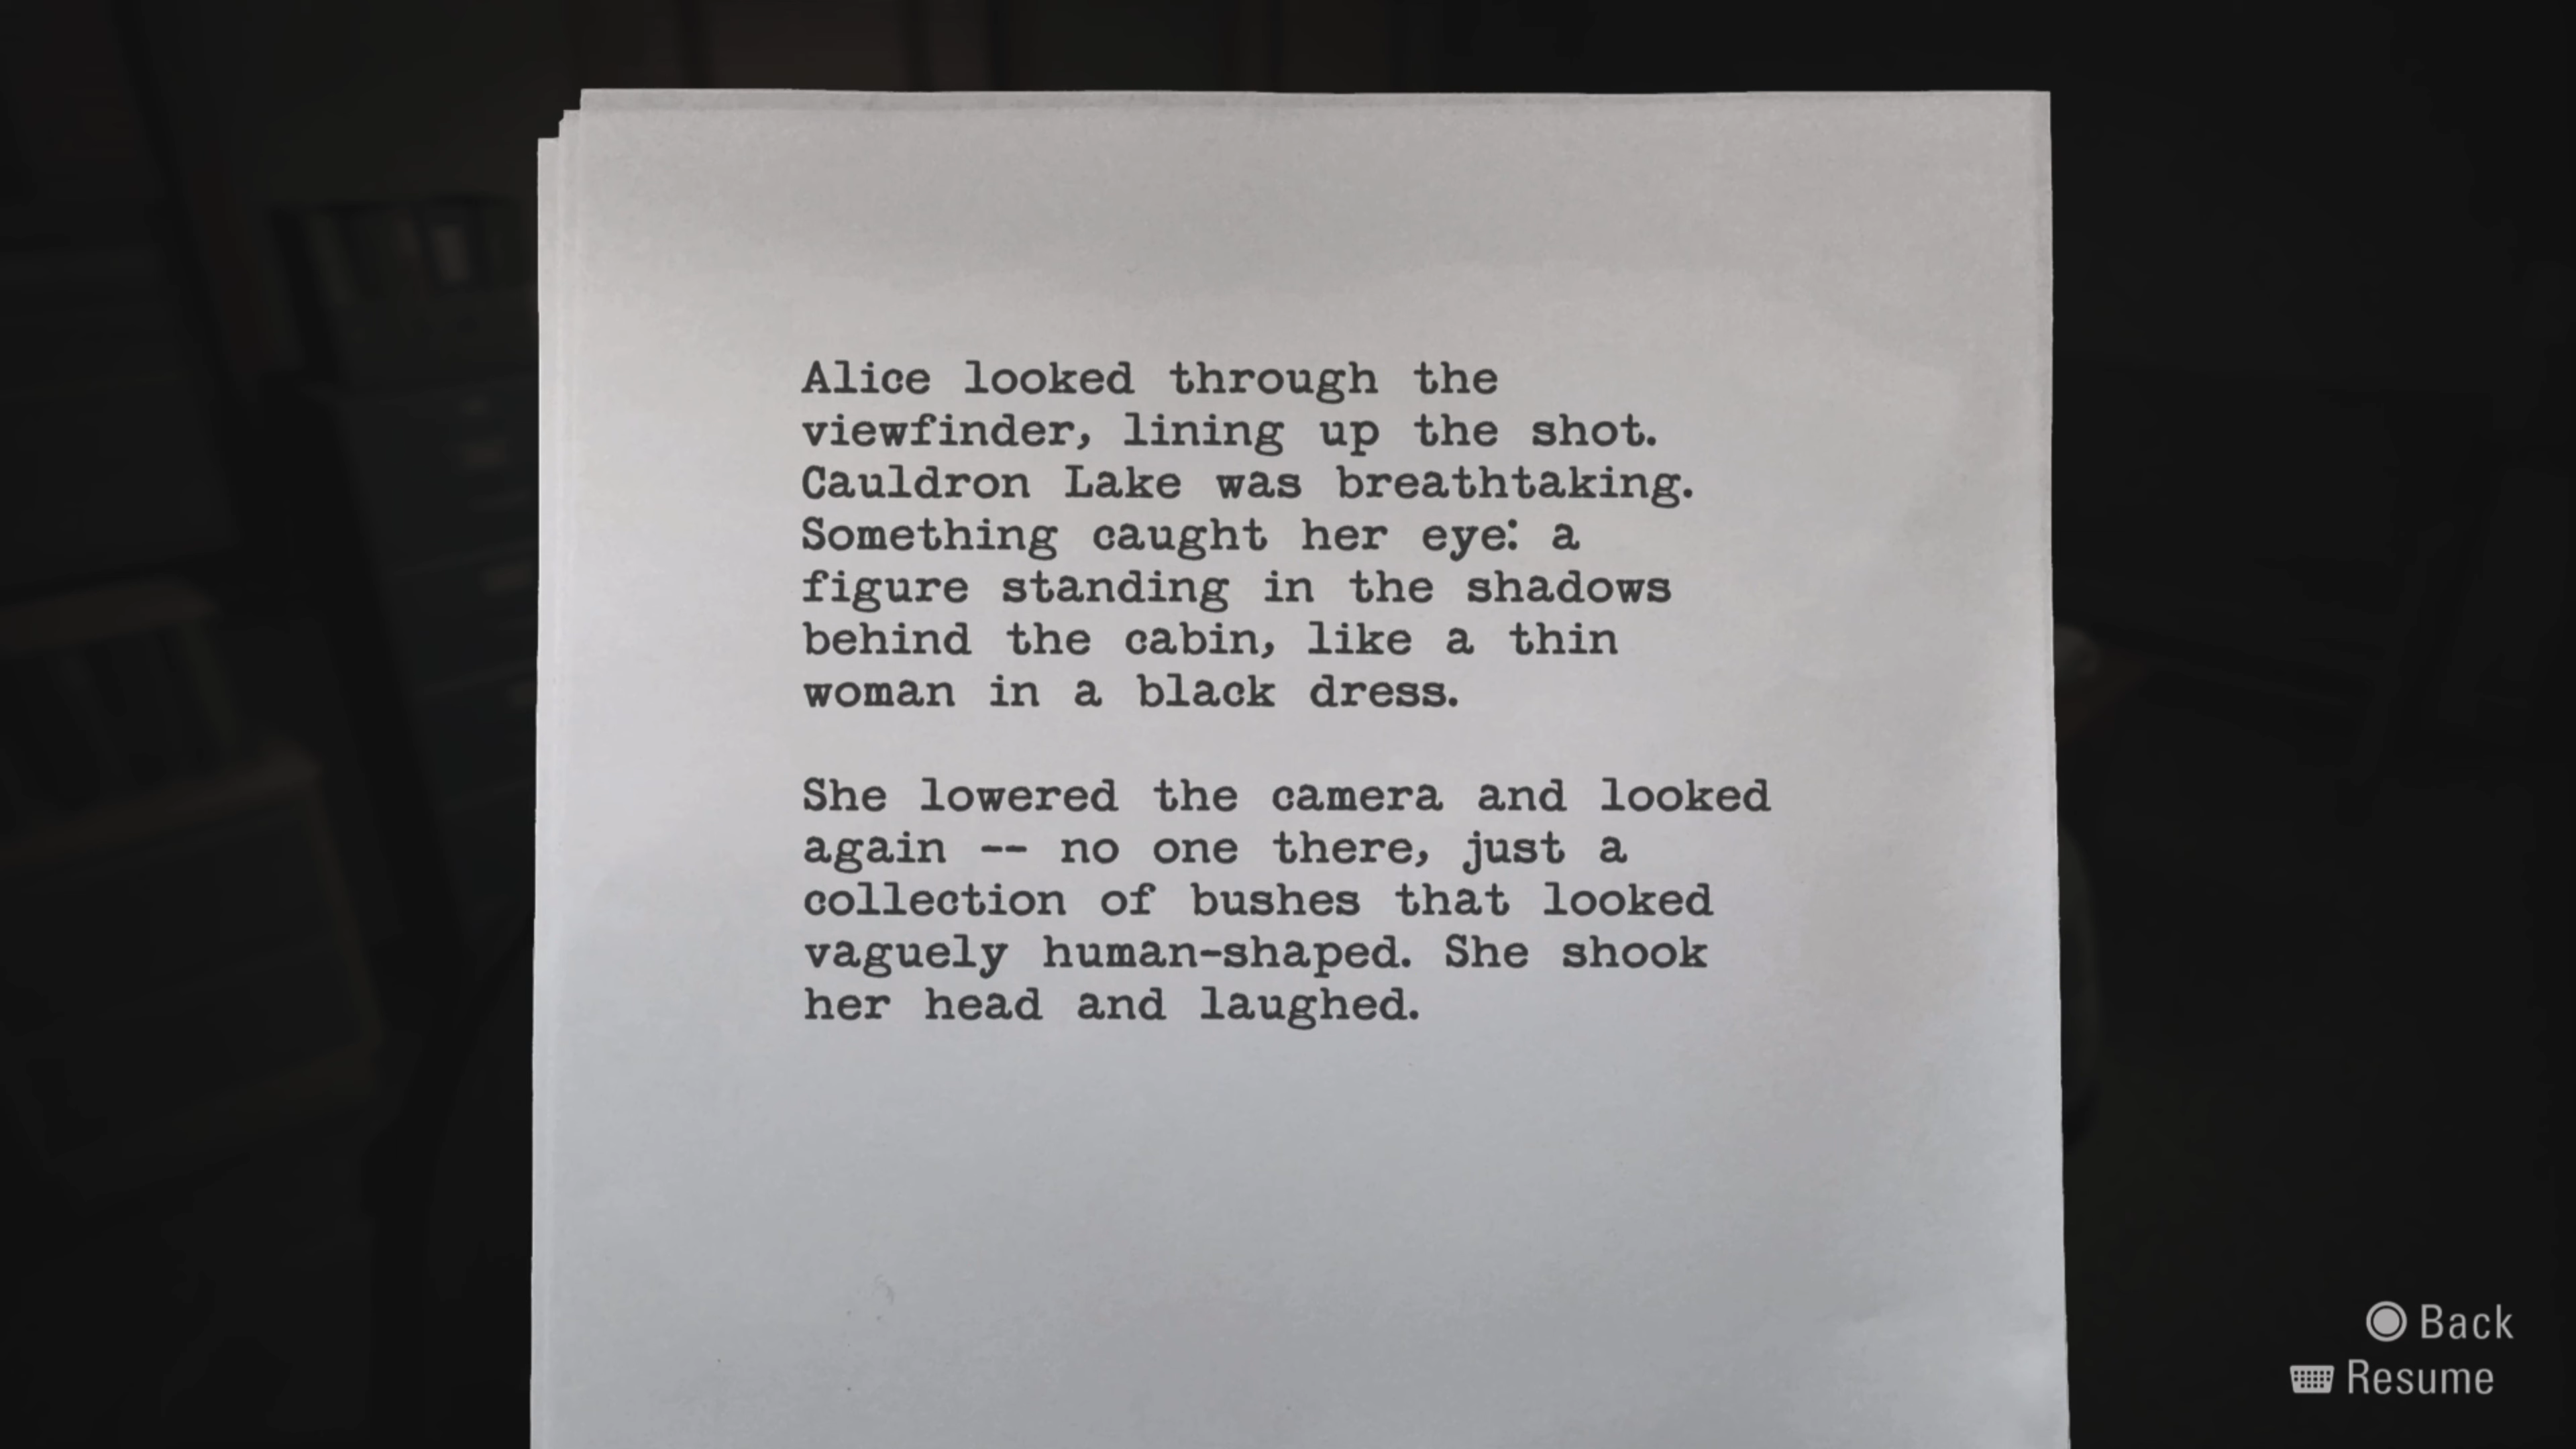 Alice looked through the
viewfinder, lining up the shot.
Cauldron Lake was breathtaking.
Something caught her eye: a
figure standing in the shadows
behind the cabin, like a thin
woman in a black dress.
She lowered the camera and looked
again -- no one there, just a
collection of bushes that looked
vaguely human-shaped. She shook
her head and laughed.
Back
Resume